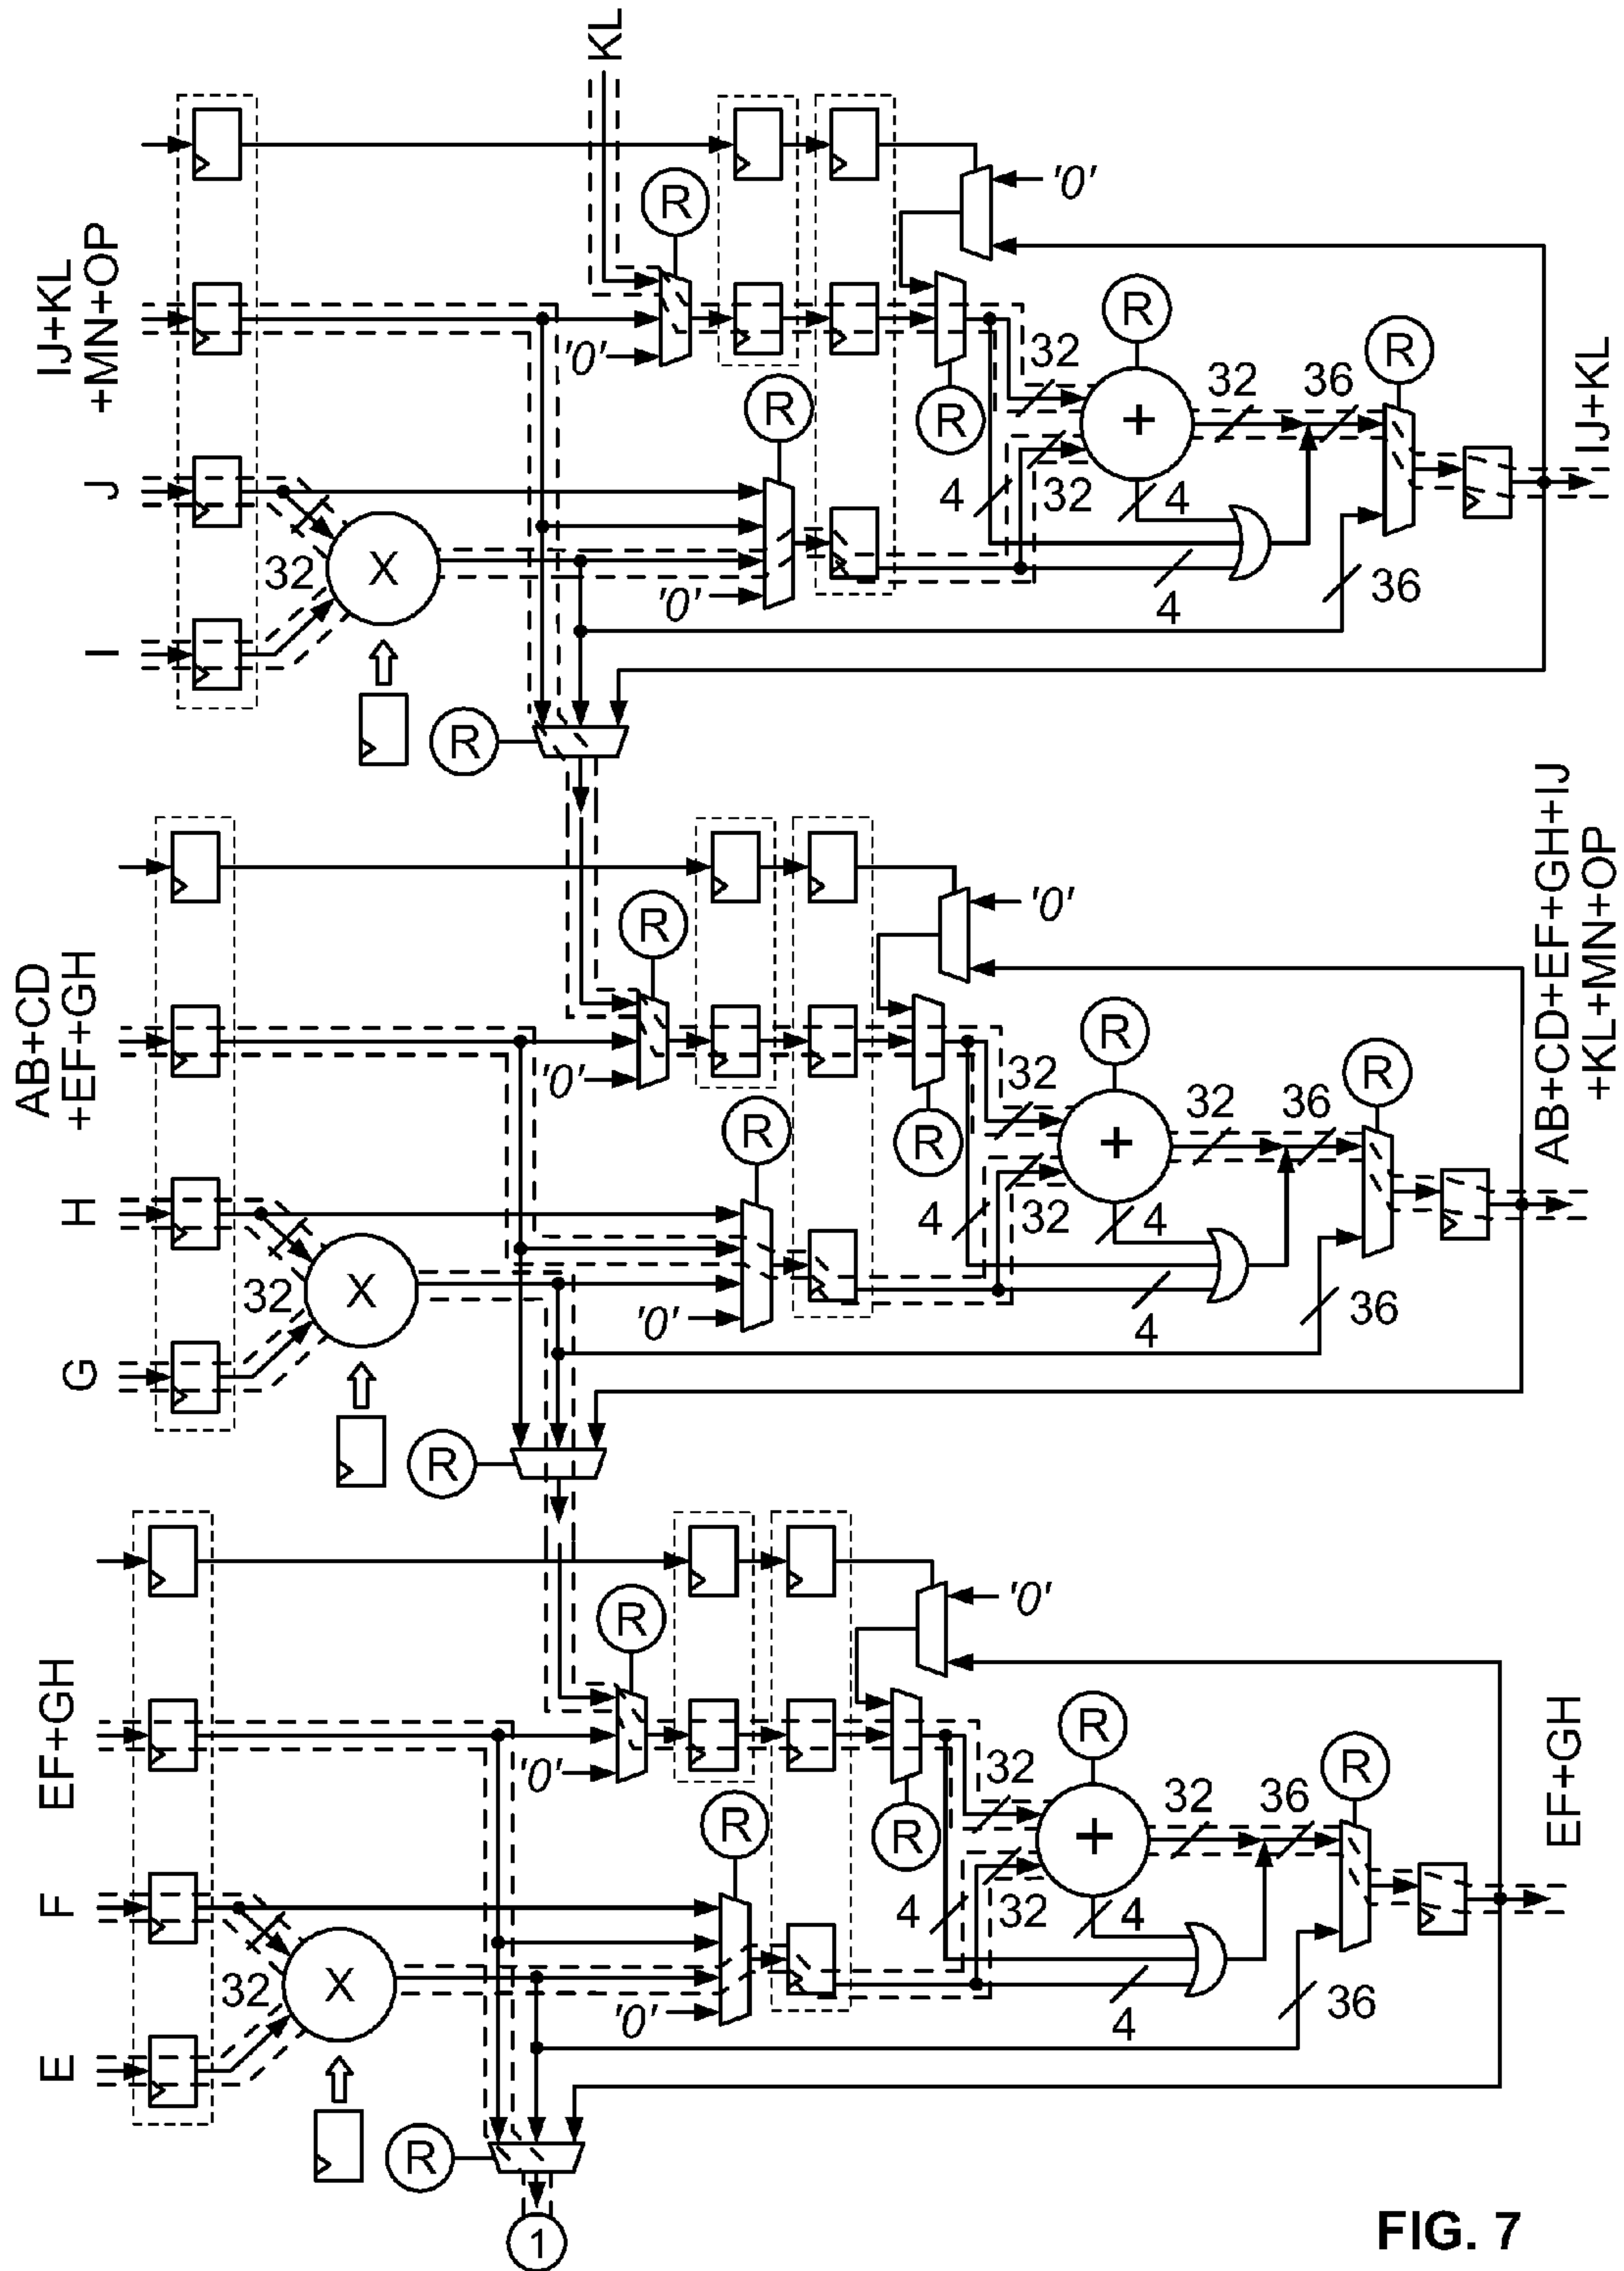 KL
IJ+KL
+MN+OP
R
'0'
'0'
R
R
J
32
R
32
36
R
4
32
4
X
+
32
'0'
4
36
IJ+KL
I
R
AB+CD
+EF+GH
R
'0'
'0'
R
R
H
32
R
32
36
R
4
32
4
X
+
32
'0'
4
36
AB+CD+EF+GH+IJ
+KL+MN+OP
G
R
EF+GH
R
'0'
'0'
R
R
F
32
R
32
36
R
4
32
4
X
+
32
'0'
4
36
EF+GH
E
R
1
FIG. 7